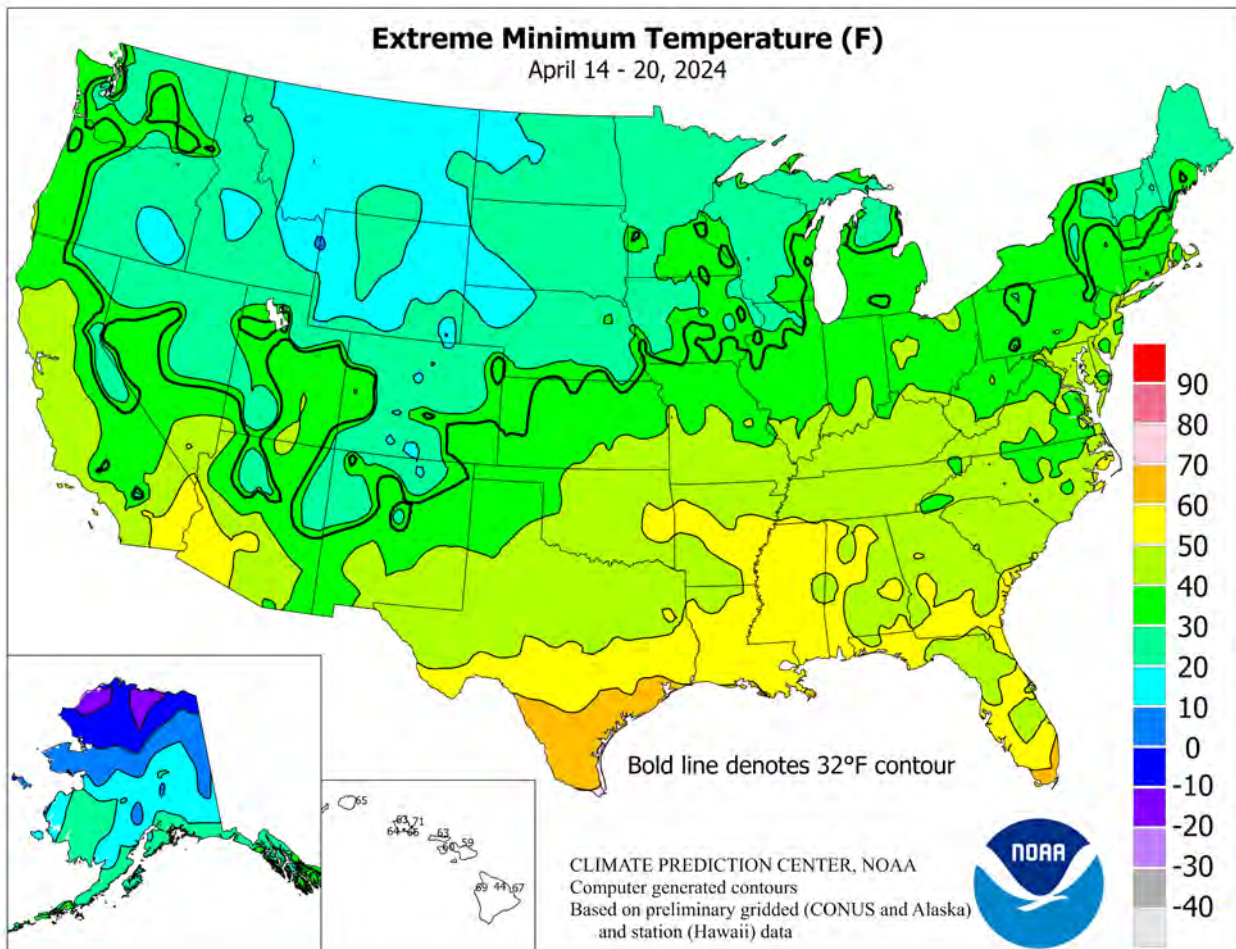 Extreme Minimum Temperature (F)
April 14 - 20, 2024
90
80
70
60
50
40
30
20
10
0
-10
-20
-30
-40
Bold line denotes 32°F contour
65
63 71
64 66
63
60 59
69 44 67
CLIMATE PREDICTION CENTER, NOAA
Computer generated contours
Based on preliminary gridded (CONUS and Alaska)
and station (Hawaii) data
NOAA